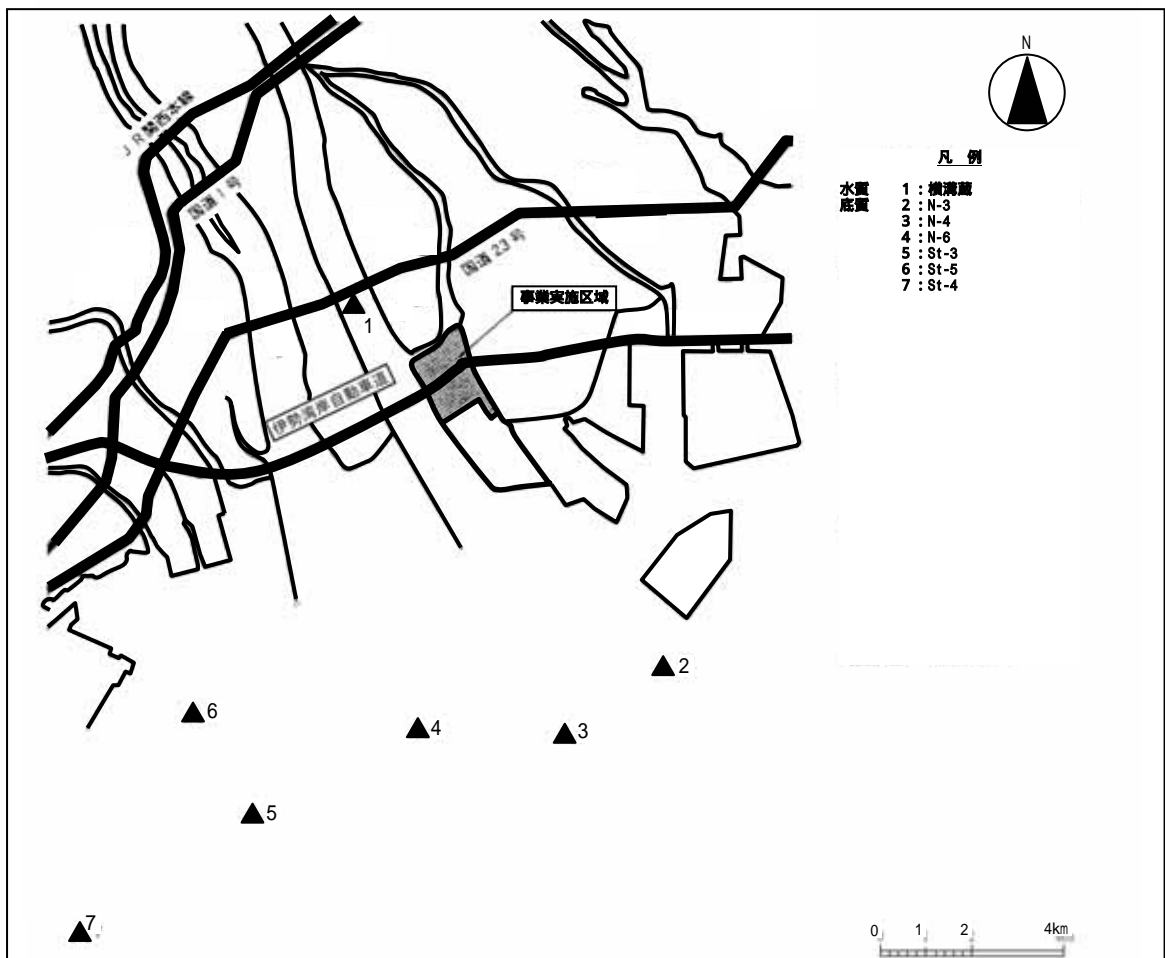 N
凡 例
水質 1：横満蔵
底質 2：N-3
3：N-4
4：N-6
5：St-3
6：St-5
7：St-4
JR関西本線
国道1号
国道23号
事業実施区域
伊勢湾岸自動車道
1
2
3
4
5
6
7
0 1 2 4km